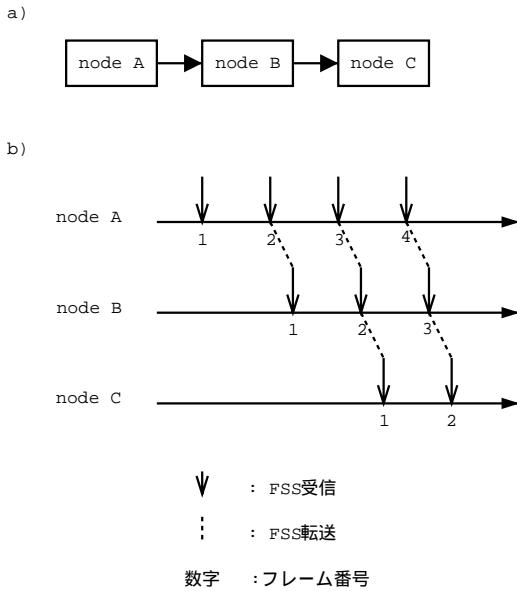 a)
node A node B node C
b)
node A
1 2 3 4
node B
1 2 3
node C
1 2
: FSS受信
: FSS転送
数字 :フレーム番号